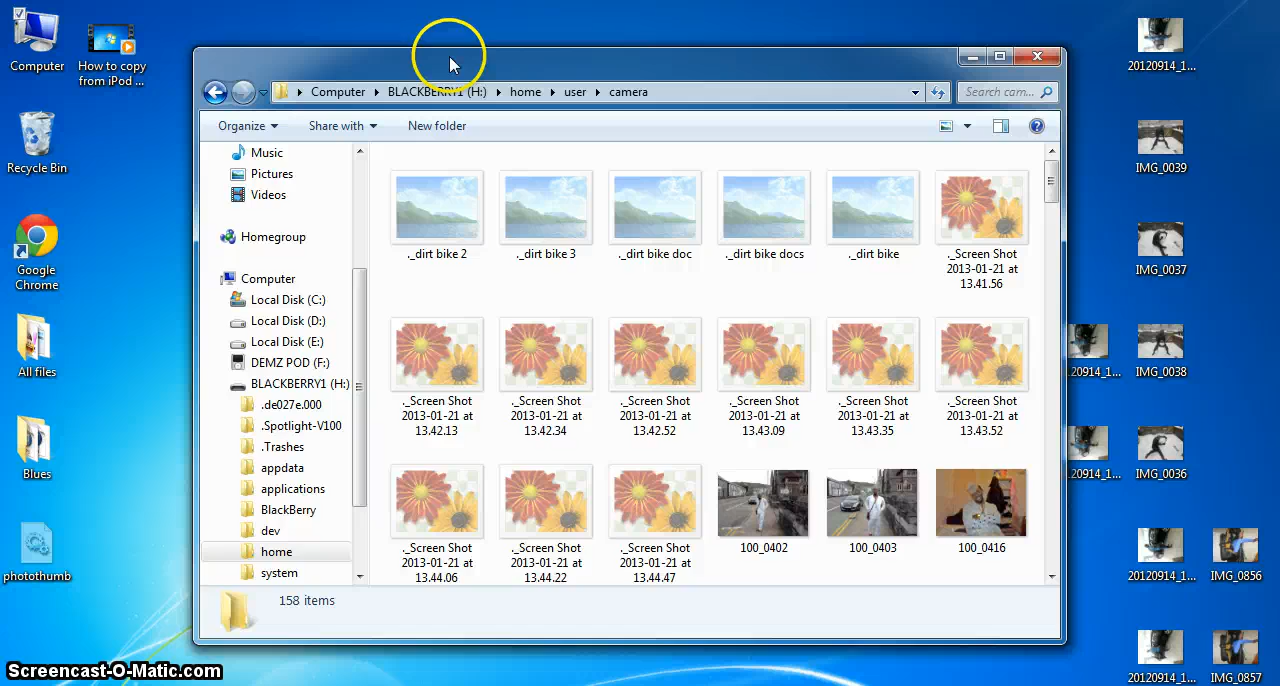 Computer
How to copy
from iPod ...
Recycle Bin
Google
Chrome
All files
Blues
photothumb
Computer
BLACKBERRY1 (H:)
home
user
camera
Search cam...
Organize
Share with
New folder
Music
Pictures
Videos
Homegroup
Computer
Local Disk (C:)
Local Disk (D:)
Local Disk (E:)
DEMZ POD (F:)
BLACKBERRY1 (H:)
.de027e.000
.Spotlight-V100
.Trashes
appdata
applications
BlackBerry
dev
home
system
._dirt bike 2
._dirt bike 3
._dirt bike doc
._dirt bike docs
._dirt bike
._Screen Shot
2013-01-21 at
13.41.56
._Screen Shot
2013-01-21 at
13.42.13
._Screen Shot
2013-01-21 at
13.42.34
._Screen Shot
2013-01-21 at
13.42.52
._Screen Shot
2013-01-21 at
13.43.09
._Screen Shot
2013-01-21 at
13.43.35
._Screen Shot
2013-01-21 at
13.43.52
._Screen Shot
2013-01-21 at
13.44.06
._Screen Shot
2013-01-21 at
13.44.22
._Screen Shot
2013-01-21 at
13.44.47
100_0402
100_0403
100_0416
158 items
20120914_1...
IMG_0039
IMG_0037
20120914_1...
IMG_0038
20120914_1...
IMG_0036
20120914_1...
IMG_0856
20120914_1...
IMG_0857
Screencast-O-Matic.com